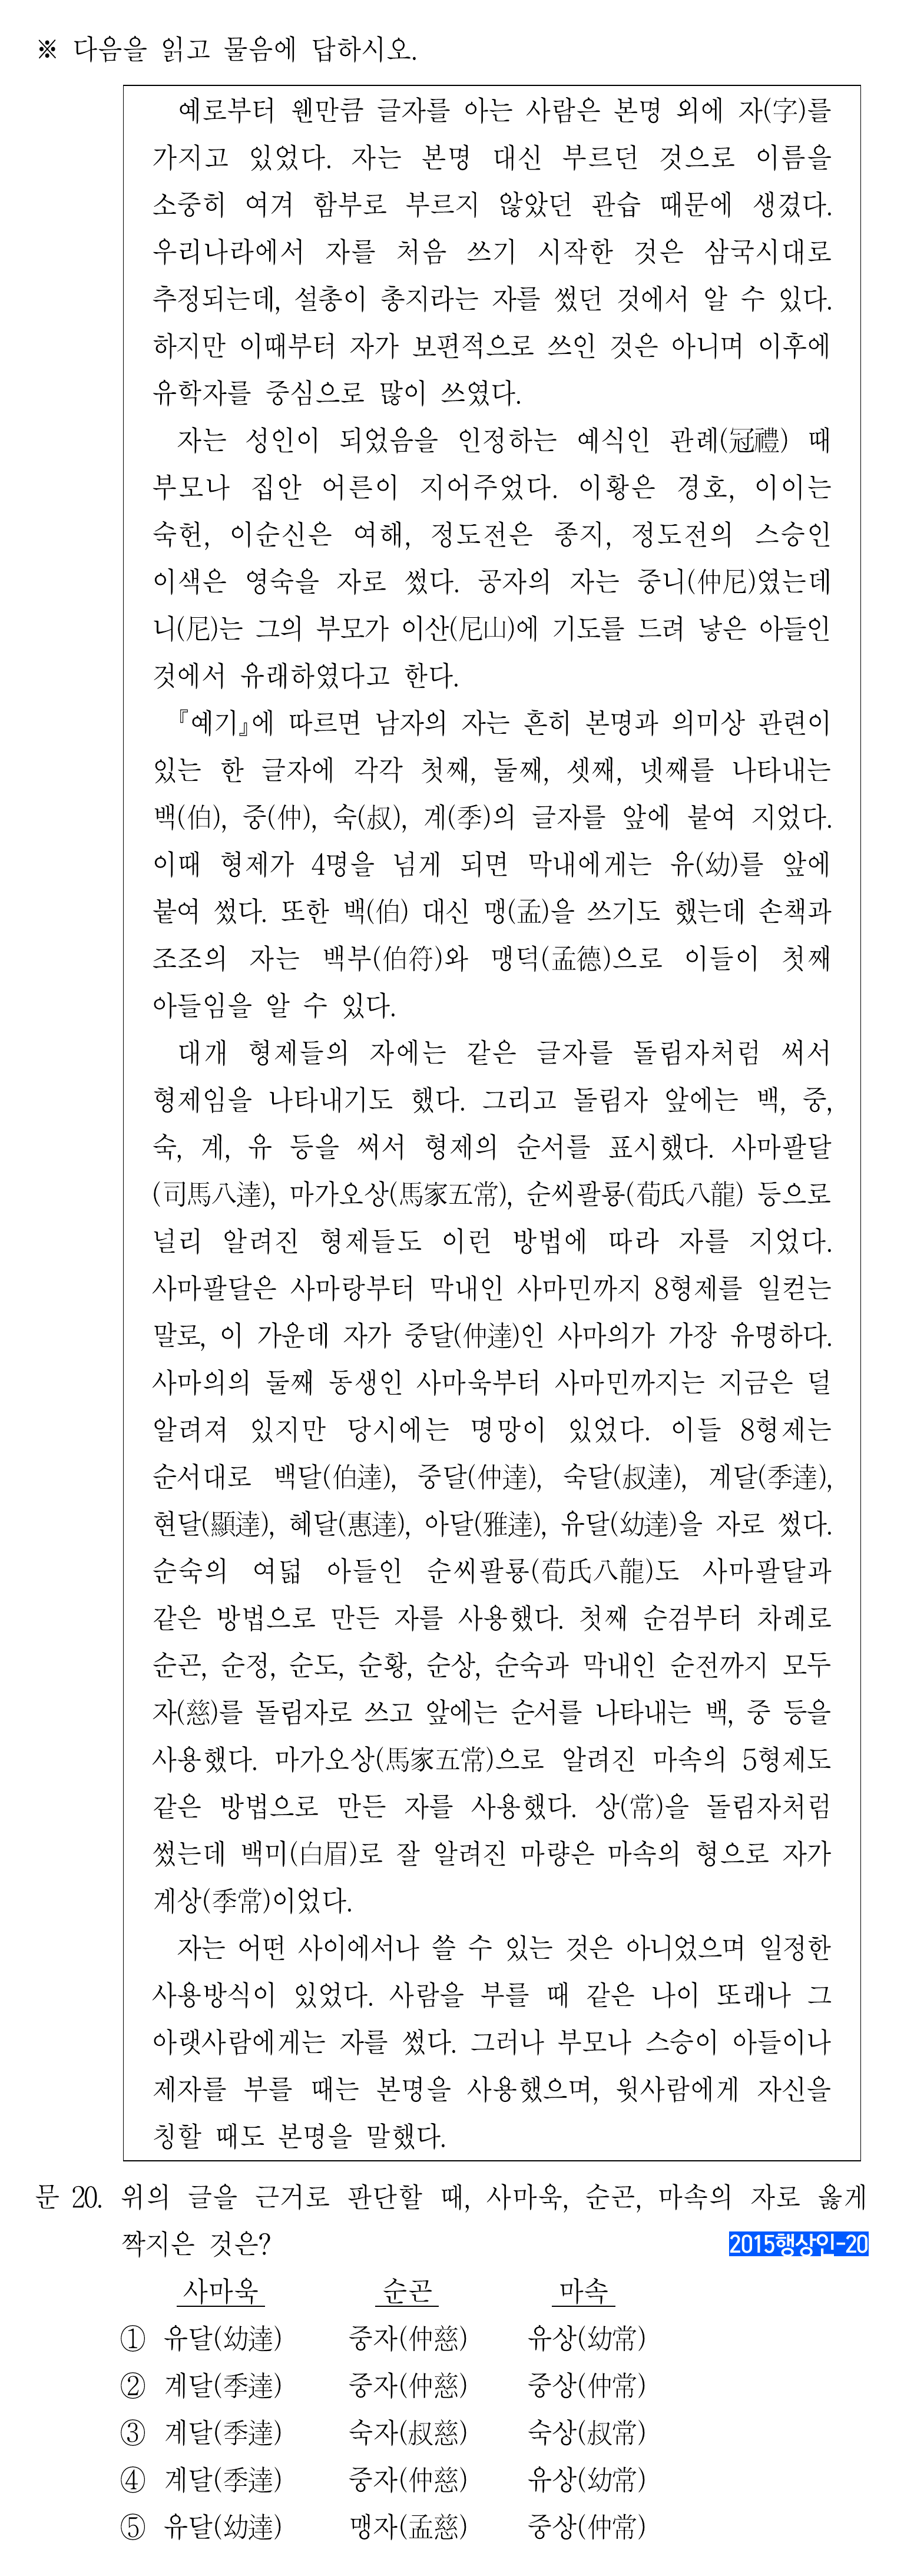 ※ 다음을 읽고 물음에 답하시오.
예로부터 웬만큼 글자를 아는 사람은 본명 외에 자(字)를
가지고 있었다. 자는 본명 대신 부르던 것으로 이름을
소중히 여겨 함부로 부르지 않았던 관습 때문에 생겼다.
우리나라에서 자를 처음 쓰기 시작한 것은 삼국시대로
추정되는데, 설총이 총지라는 자를 썼던 것에서 알 수 있다.
하지만 이때부터 자가 보편적으로 쓰인 것은 아니며 이후에
유학자를 중심으로 많이 쓰였다.
자는 성인이 되었음을 인정하는 예식인 관례(冠禮) 때
부모나 집안 어른이 지어주었다. 이황은 경호, 이이는
숙헌, 이순신은 여해, 정도전은 종지, 정도전의 스승인
이색은 영숙을 자로 썼다. 공자의 자는 중니(仲尼)였는데
니(尼)는 그의 부모가 이산(尼山)에 기도를 드려 낳은 아들인
것에서 유래하였다고 한다.
『예기』에 따르면 남자의 자는 흔히 본명과 의미상 관련이
있는 한 글자에 각각 첫째, 둘째, 셋째, 넷째를 나타내는
백(伯), 중(仲), 숙(叔), 계(季)의 글자를 앞에 붙여 지었다.
이때 형제가 4명을 넘게 되면 막내에게는 유(幼)를 앞에
붙여 썼다. 또한 백(伯) 대신 맹(孟)을 쓰기도 했는데 손책과
조조의 자는 백부(伯符)와 맹덕(孟德)으로 이들이 첫째
아들임을 알 수 있다.
대개 형제들의 자에는 같은 글자를 돌림자처럼 써서
형제임을 나타내기도 했다. 그리고 돌림자 앞에는 백, 중,
숙, 계, 유 등을 써서 형제의 순서를 표시했다. 사마팔달
(司馬八達), 마가오상(馬家五常), 순씨팔룡(荀氏八龍) 등으로
널리 알려진 형제들도 이런 방법에 따라 자를 지었다.
사마팔달은 사마랑부터 막내인 사마민까지 8형제를 일컫는
말로, 이 가운데 자가 중달(仲達)인 사마의가 가장 유명하다.
사마의의 둘째 동생인 사마욱부터 사마민까지는 지금은 덜
알려져 있지만 당시에는 명망이 있었다. 이들 8형제는
순서대로 백달(伯達), 중달(仲達), 숙달(叔達), 계달(季達),
현달(顯達), 혜달(惠達), 아달(雅達), 유달(幼達)을 자로 썼다.
순숙의 여덟 아들인 순씨팔룡(荀氏八龍)도 사마팔달과
같은 방법으로 만든 자를 사용했다. 첫째 순검부터 차례로
순곤, 순정, 순도, 순황, 순상, 순숙과 막내인 순전까지 모두
자(慈)를 돌림자로 쓰고 앞에는 순서를 나타내는 백, 중 등을
사용했다. 마가오상(馬家五常)으로 알려진 마속의 5형제도
같은 방법으로 만든 자를 사용했다. 상(常)을 돌림자처럼
썼는데 백미(白眉)로 잘 알려진 마량은 마속의 형으로 자가
계상(季常)이었다.
자는 어떤 사이에서나 쓸 수 있는 것은 아니었으며 일정한
사용방식이 있었다. 사람을 부를 때 같은 나이 또래나 그
아랫사람에게는 자를 썼다. 그러나 부모나 스승이 아들이나
제자를 부를 때는 본명을 사용했으며, 윗사람에게 자신을
칭할 때도 본명을 말했다.
문 20. 위의 글을 근거로 판단할 때, 사마욱, 순곤, 마속의 자로 옳게
짝지은 것은? 2015행상인-20
사마욱 순곤 마속
① 유달(幼達) 중자(仲慈) 유상(幼常)
② 계달(季達) 중자(仲慈) 중상(仲常)
③ 계달(季達) 숙자(叔慈) 숙상(叔常)
④ 계달(季達) 중자(仲慈) 유상(幼常)
⑤ 유달(幼達) 맹자(孟慈) 중상(仲常)